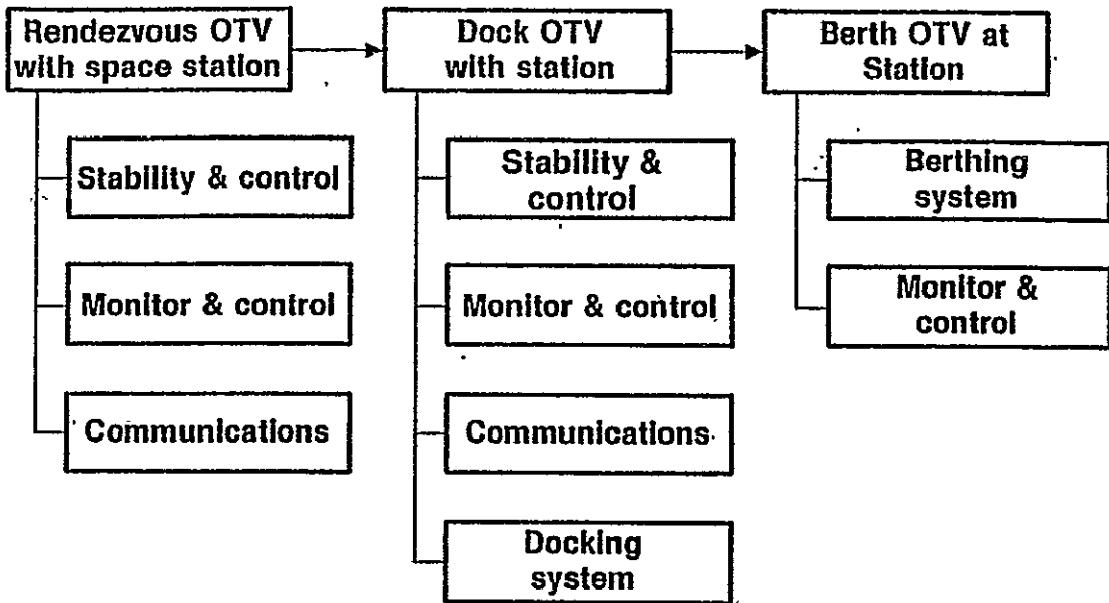 Rendezvous OTV
with space station
Dock OTV
with station
Berth OTV at
Station
Stability & control
Monitor & control
Communications
Stability &
control
Monitor & control
Communications
Docking
system
Berthing
system
Monitor &
control